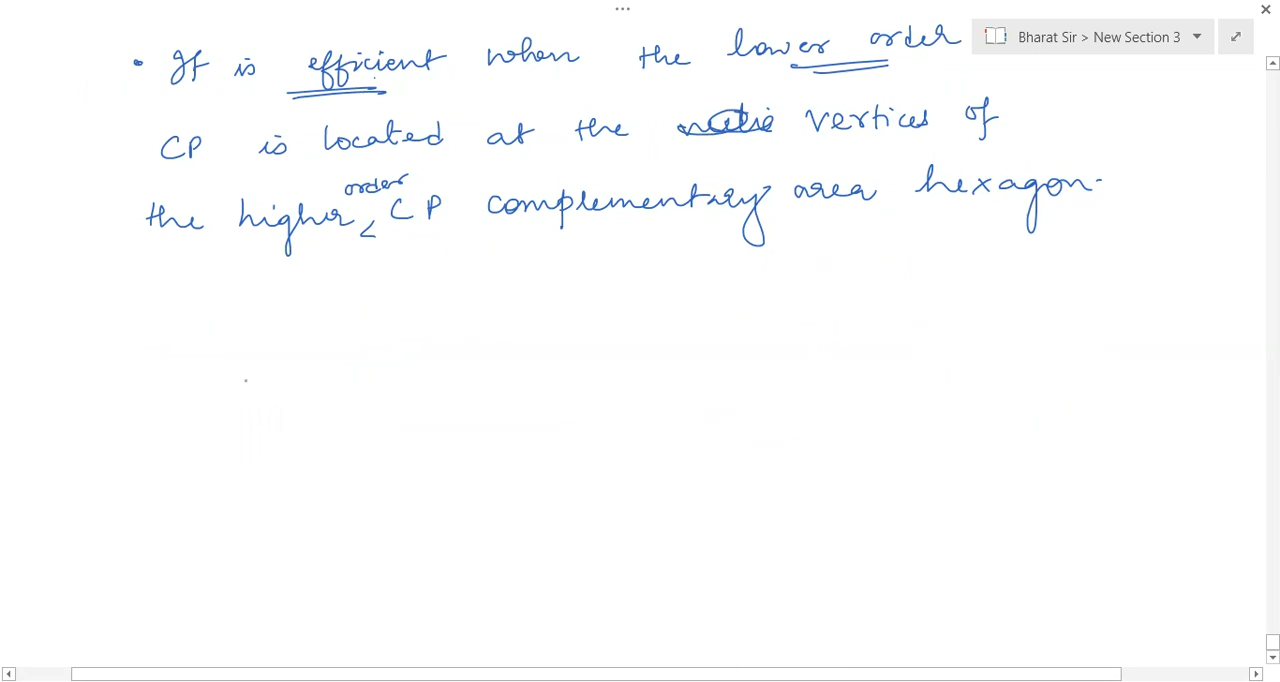 ...
Bharat Sir > New Section 3
• It is efficient when the lower order
CP is located at the vertices of
the higher order CP complementary area hexagon.